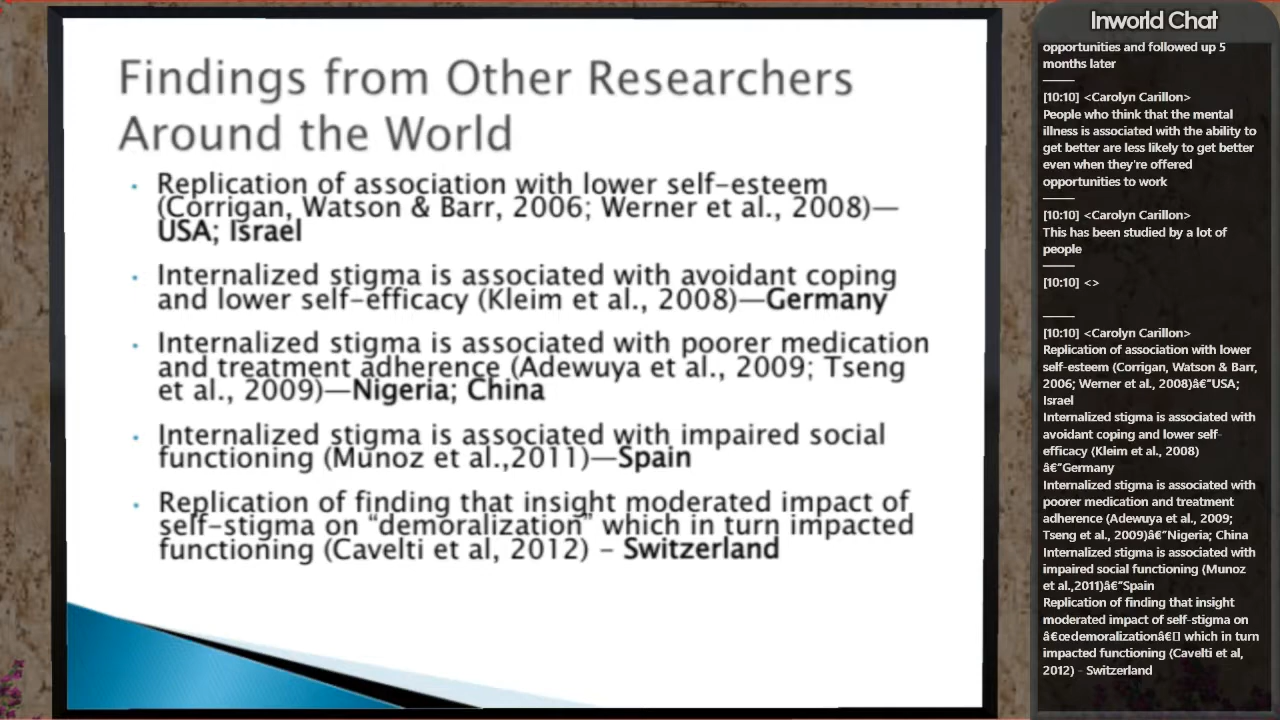 Findings from Other Researchers
Around the World
• Replication of association with lower self-esteem
(Corrigan, Watson & Barr, 2006; Werner et al., 2008)—
USA; Israel
• Internalized stigma is associated with avoidant coping
and lower self-efficacy (Kleim et al., 2008)—Germany
• Internalized stigma is associated with poorer medication
and treatment adherence (Adewuya et al., 2009; Tseng
et al., 2009)—Nigeria; China
• Internalized stigma is associated with impaired social
functioning (Munoz et al.,2011)—Spain
• Replication of finding that insight moderated impact of
self-stigma on “demoralization” which in turn impacted
functioning (Cavelti et al, 2012) – Switzerland
Inworld Chat
opportunities and followed up 5
months later
[10:10] <Carolyn Carillon>
People who think that the mental
illness is associated with the ability to
get better are less likely to get better
even when they're offered
opportunities to work
[10:10] <Carolyn Carillon>
This has been studied by a lot of
people
[10:10] <>
[10:10] <Carolyn Carillon>
Replication of association with lower
self-esteem (Corrigan, Watson & Barr,
2006; Werner et al., 2008)â€”USA;
Israel
Internalized stigma is associated with
avoidant coping and lower self-
efficacy (Kleim et al., 2008)
â€”Germany
Internalized stigma is associated with
poorer medication and treatment
adherence (Adewuya et al., 2009;
Tseng et al., 2009)â€”Nigeria; China
Internalized stigma is associated with
impaired social functioning (Munoz
et al.,2011)â€”Spain
Replication of finding that insight
moderated impact of self-stigma on
â€œdemoralizationâ€▯ which in turn
impacted functioning (Cavelti et al,
2012) - Switzerland